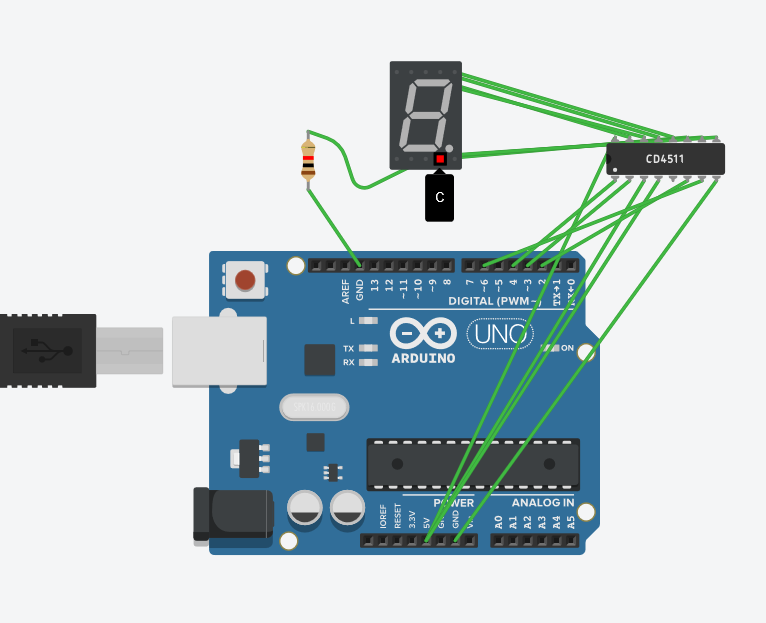 CD4511
C
AREF
GND
13
12
~11
~10
~9
8
7
~6
~5
4
~3
2
TX→1
RX←0
DIGITAL (PWM~)
L
UNO
TX
RX
ARDUINO
ON
POWER
ANALOG IN
IOREF
RESET
3.3V
5V
GND
A0
A1
A2
A3
A4
A5